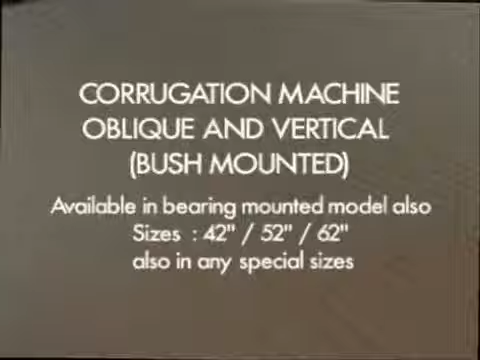 CORRUGATION MACHINE
OBLIQUE AND VERTICAL
(BUSH MOUNTED)
Available in bearing mounted model also
Sizes : 42" / 52" / 62"
also in any special sizes